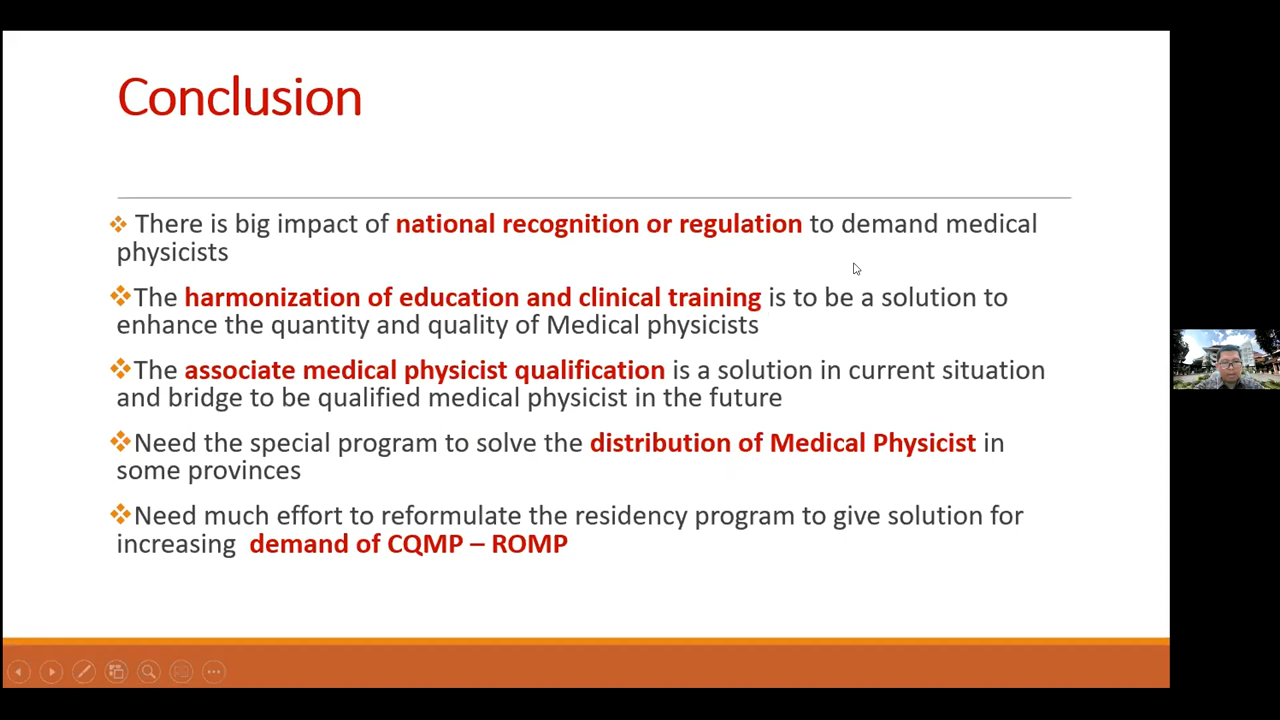 Conclusion
There is big impact of national recognition or regulation to demand medical
physicists
The harmonization of education and clinical training is to be a solution to
enhance the quantity and quality of Medical physicists
The associate medical physicist qualification is a solution in current situation
and bridge to be qualified medical physicist in the future
Need the special program to solve the distribution of Medical Physicist in
some provinces
Need much effort to reformulate the residency program to give solution for
increasing demand of CQMP – ROMP